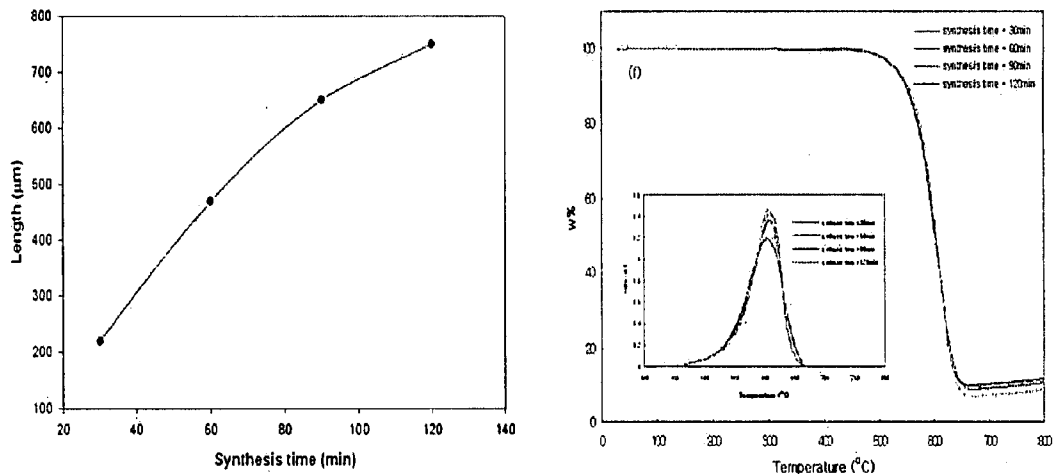 800
700
600
500
400
300
200
100
20 40 60 80 100 120 140
Length (µm)
Synthesis time (min)
100
80
60
40
20
0
w%
(f)
synthesis time = 30min
synthesis time = 60min
synthesis time = 90min
synthesis time = 120min
Temperature (°C)
0 100 200 300 400 500 600 700 800
Temperature (°C)